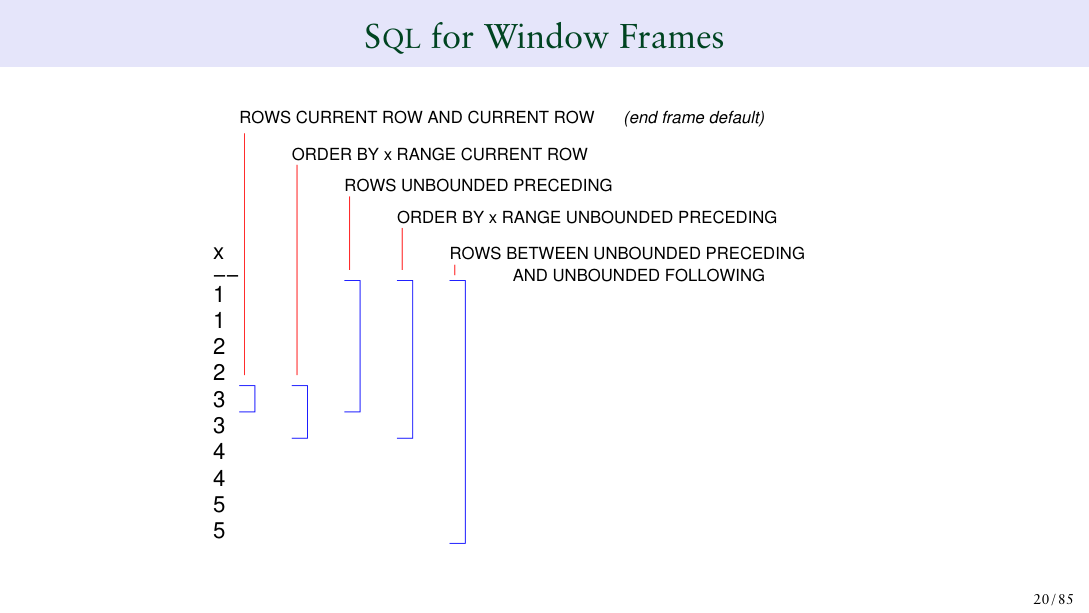 SQL for Window Frames
ROWS CURRENT ROW AND CURRENT ROW (end frame default)
ORDER BY x RANGE CURRENT ROW
ROWS UNBOUNDED PRECEDING
ORDER BY x RANGE UNBOUNDED PRECEDING
ROWS BETWEEN UNBOUNDED PRECEDING
AND UNBOUNDED FOLLOWING
x
--
1
1
2
2
3
3
4
4
5
5
20/85